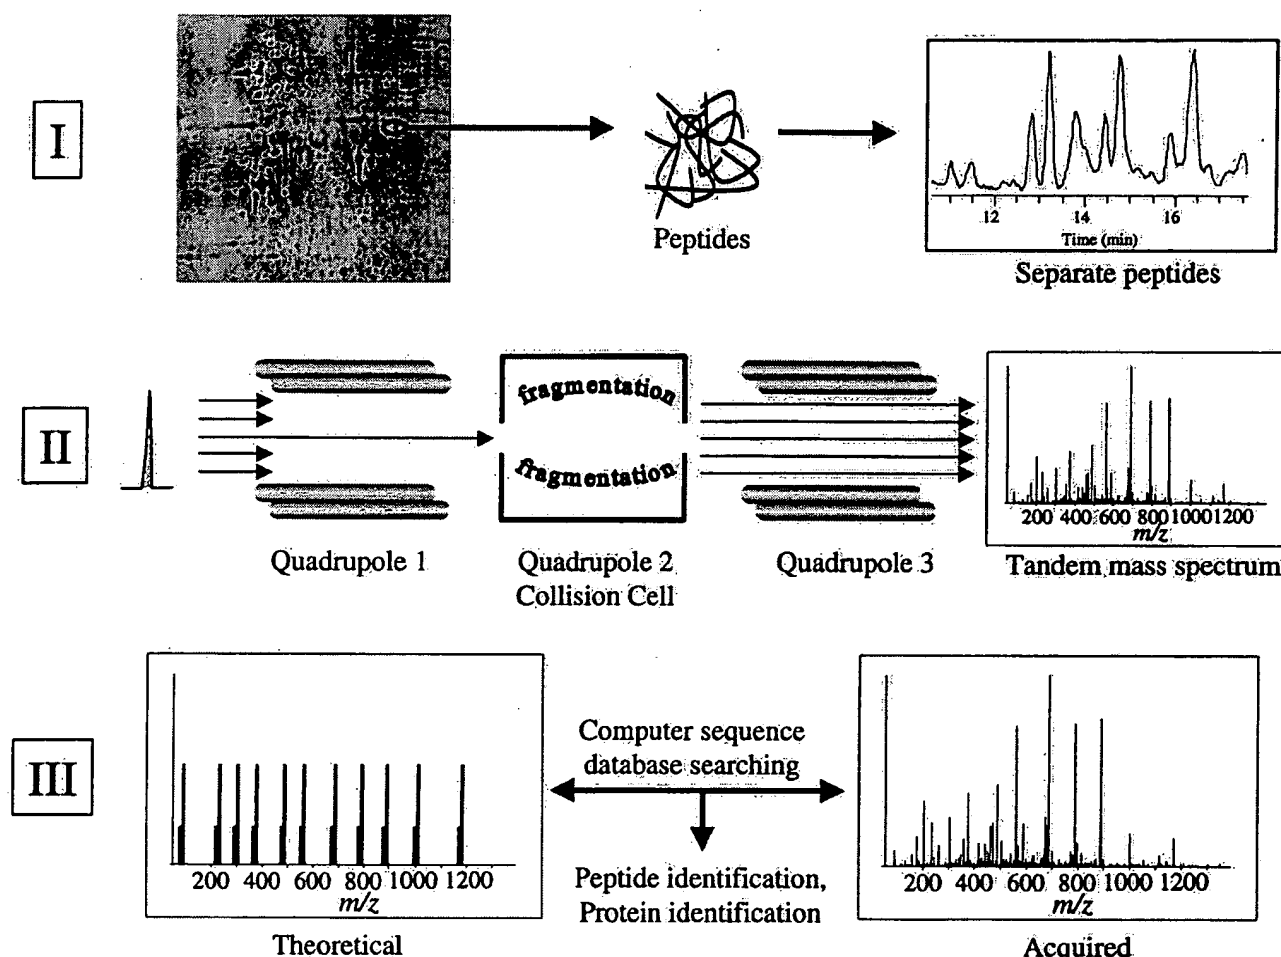 I
Peptides
12 14 16
Time (min)
Separate peptides
II
fragmentation
fragmentation
Quadrupole 1
Quadrupole 2
Collision Cell
Quadrupole 3
200 400 600 800 1000 1200
m/z
Tandem mass spectrum
III
200 400 600 800 1000 1200
m/z
Theoretical
Computer sequence
database searching
Peptide identification,
Protein identification
200 400 600 800 1000 1200
m/z
Acquired